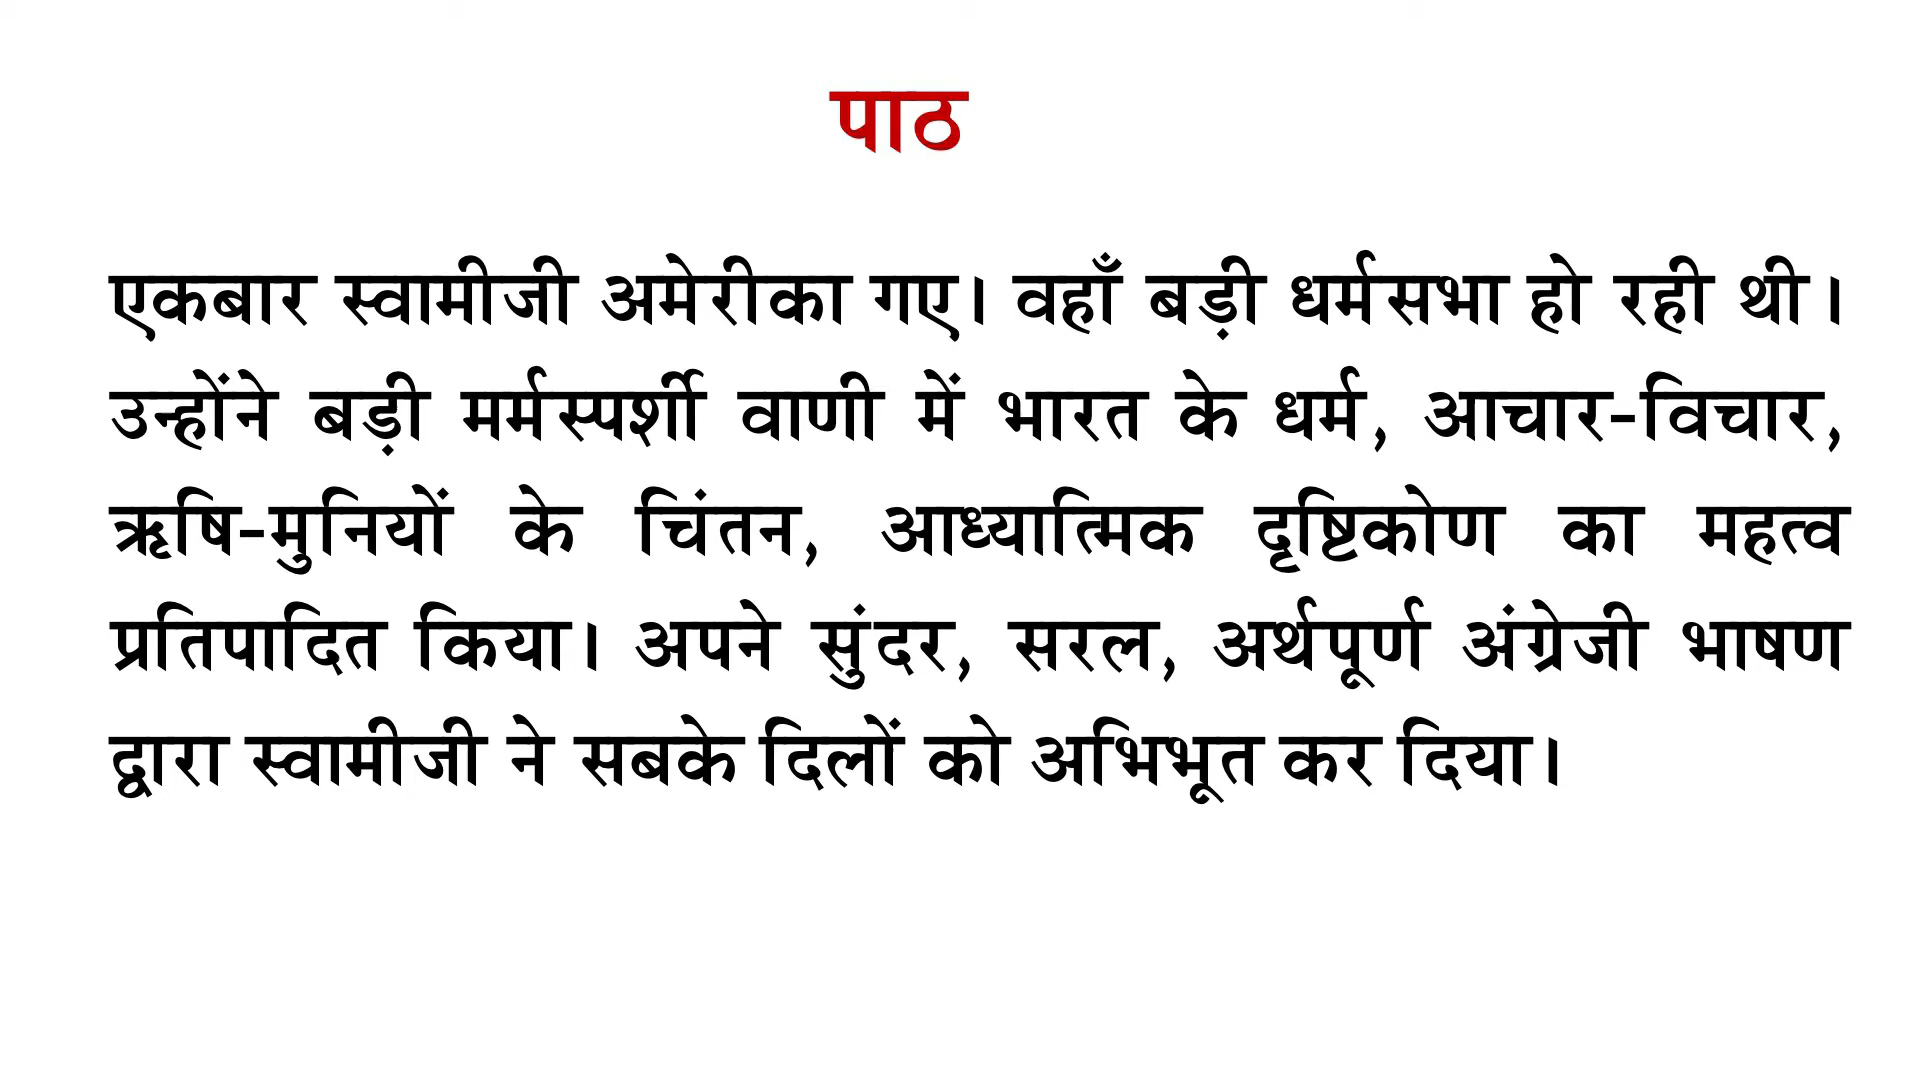 पाठ
एकबार स्वामीजी अमेरीका गए। वहाँ बड़ी धर्मसभा हो रही थी।
उन्होंने बड़ी मर्मस्पर्शी वाणी में भारत के धर्म, आचार-विचार,
ऋषि-मुनियों के चिंतन, आध्यात्मिक दृष्टिकोण का महत्व
प्रतिपादित किया। अपने सुंदर, सरल, अर्थपूर्ण अंग्रेजी भाषण
द्वारा स्वामीजी ने सबके दिलों को अभिभूत कर दिया।